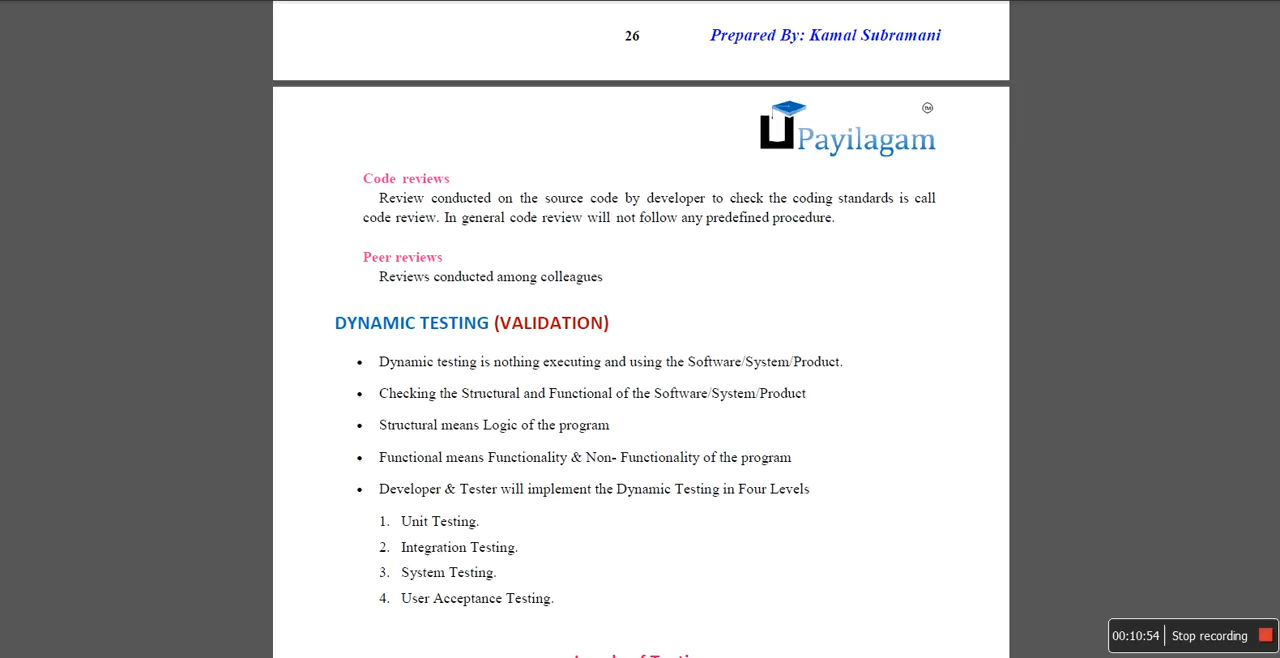 26 Prepared By: Kamal Subramani
TM
Payilagam
Code reviews
Review conducted on the source code by developer to check the coding standards is call
code review. In general code review will not follow any predefined procedure.
Peer reviews
Reviews conducted among colleagues
DYNAMIC TESTING (VALIDATION)
• Dynamic testing is nothing executing and using the Software/System/Product.
• Checking the Structural and Functional of the Software/System/Product
• Structural means Logic of the program
• Functional means Functionality & Non- Functionality of the program
• Developer & Tester will implement the Dynamic Testing in Four Levels
1. Unit Testing.
2. Integration Testing.
3. System Testing.
4. User Acceptance Testing.
00:10:54 Stop recording